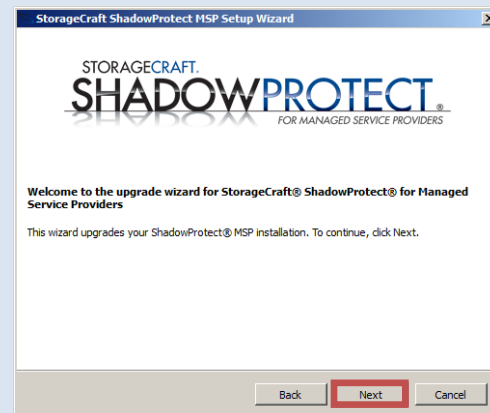 StorageCraft ShadowProtect MSP Setup Wizard
STORAGECRAFT.
SHADOWPROTECT®
FOR MANAGED SERVICE PROVIDERS
Welcome to the upgrade wizard for StorageCraft® ShadowProtect® for Managed
Service Providers
This wizard upgrades your ShadowProtect® MSP installation. To continue, click Next.
Back Next Cancel